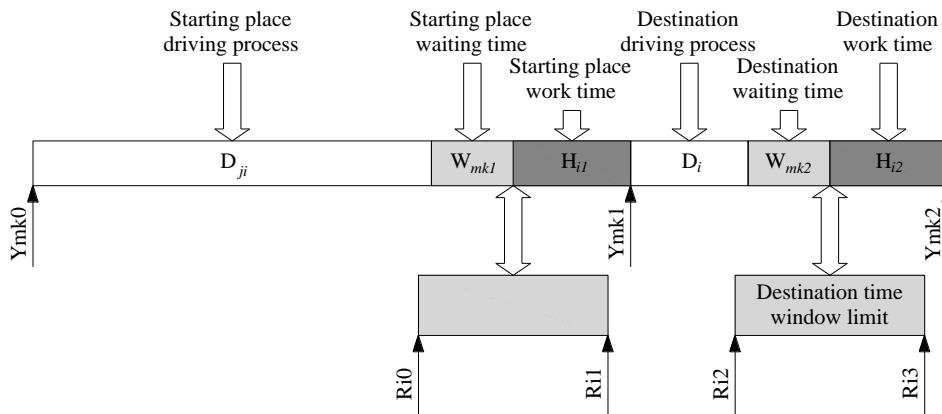 Starting place
driving process
Starting place
waiting time
Destination
driving process
Destination
work time
Starting place
work time
Destination
waiting time
D ji
W mk1
H i1
D i
W mk2
H i2
Ymk0
Ymk1
Ymk2
Destination time
window limit
Ri0
Ri1
Ri2
Ri3